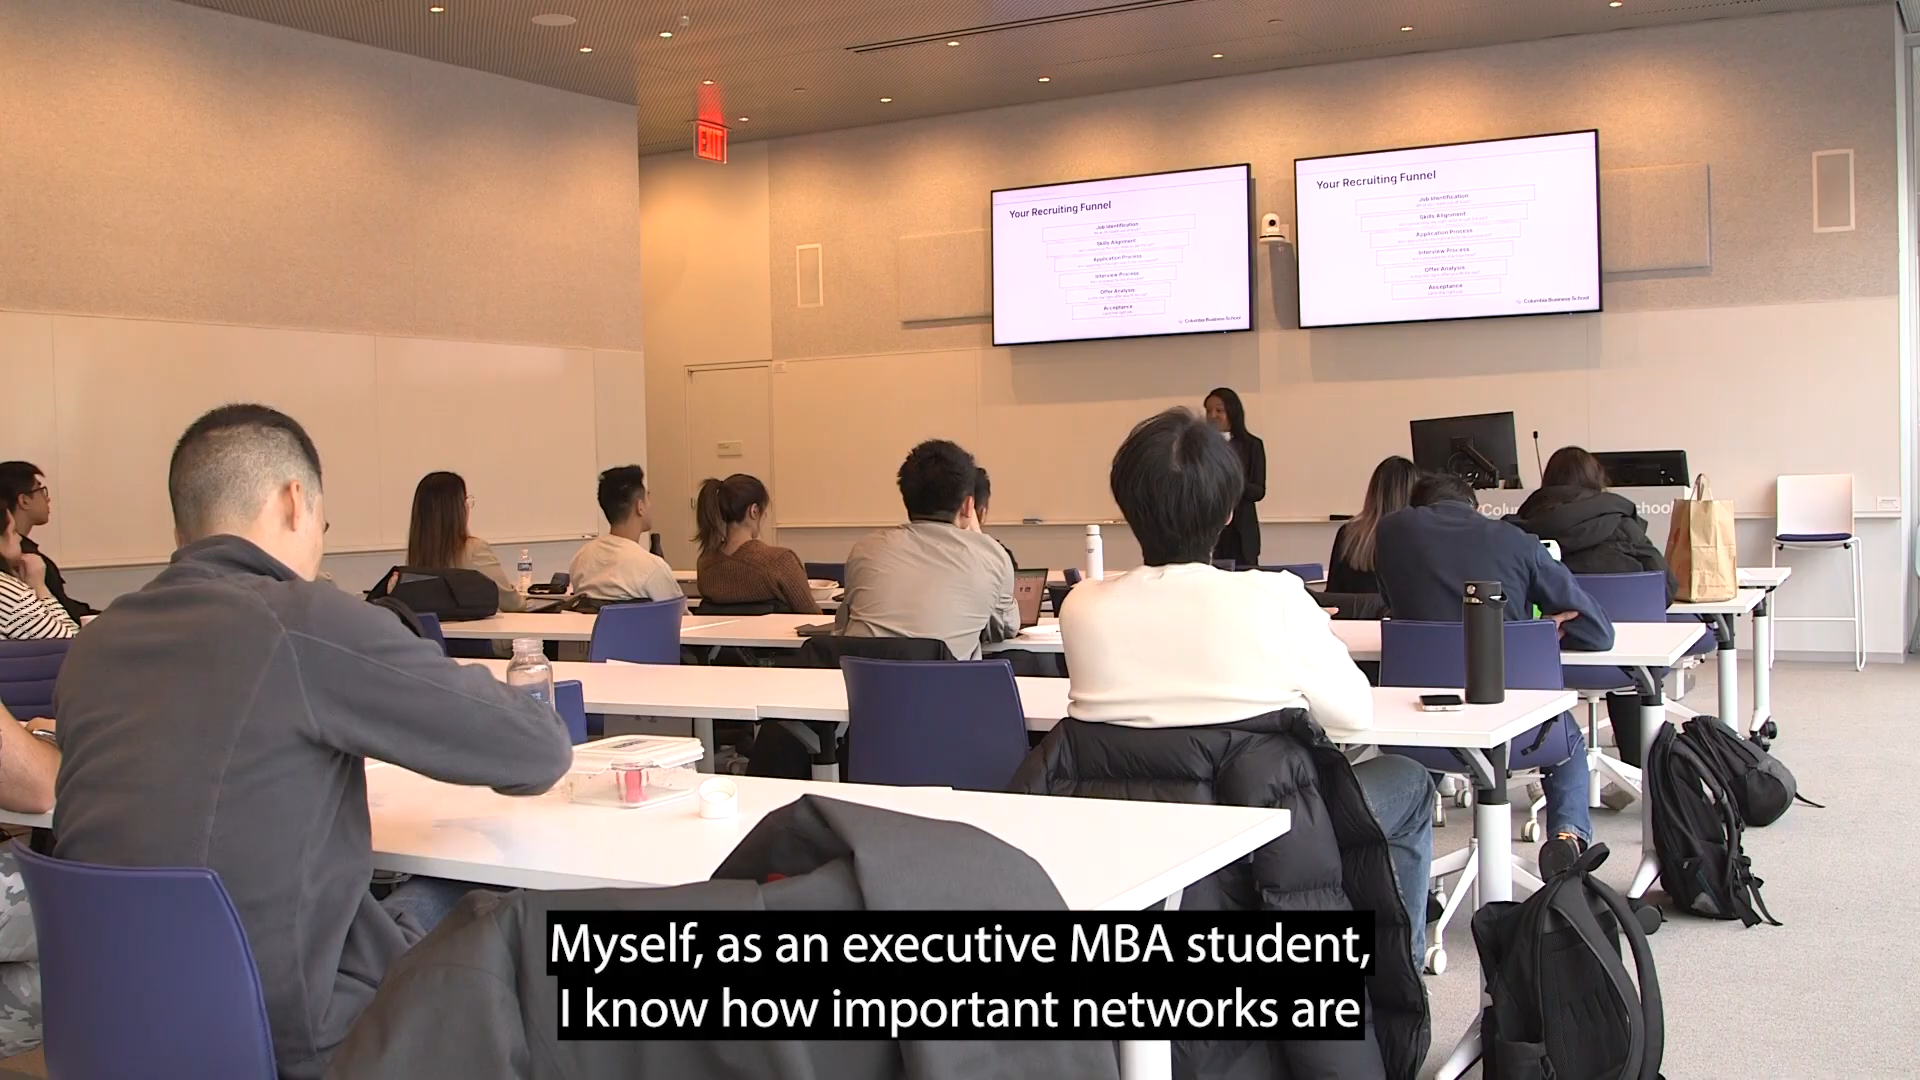 EXIT
Your Recruiting Funnel
Job Identification
Skills Alignment
Application Process
Interview Process
Offer Analysis
Acceptance
Columbia Business School
Your Recruiting Funnel
Job Identification
Skills Alignment
Application Process
Interview Process
Offer Analysis
Acceptance
Columbia Business School
Myself, as an executive MBA student,
I know how important networks are